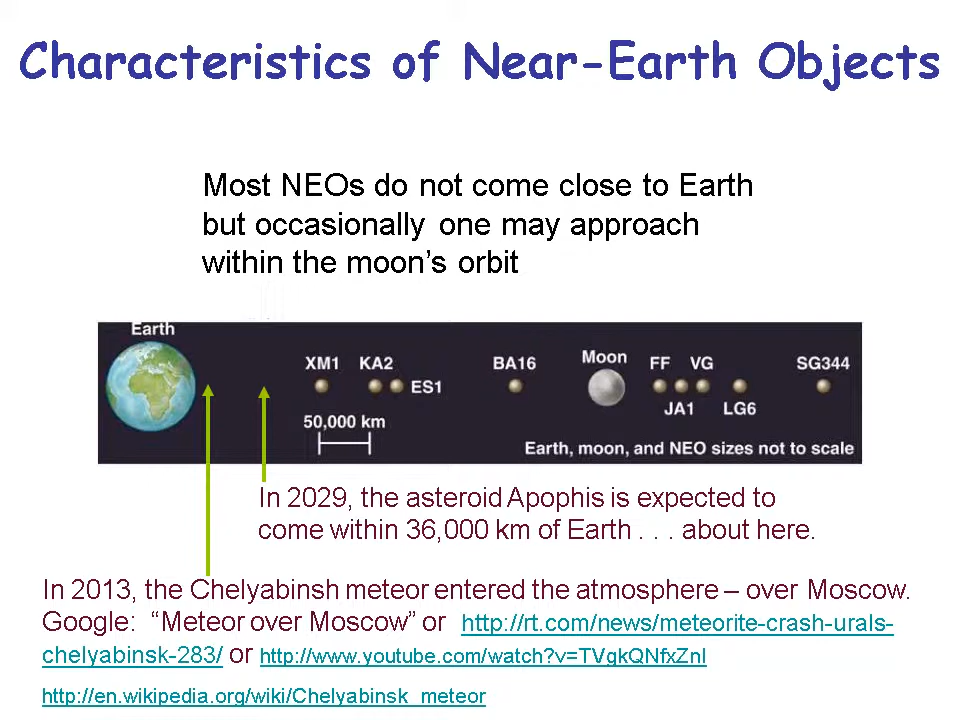 Characteristics of Near-Earth Objects
Most NEOs do not come close to Earth
but occasionally one may approach
within the moon's orbit
Earth
XM1 KA2 BA16 Moon FF VG SG344
ES1
JA1 LG6
50,000 km
Earth, moon, and NEO sizes not to scale
In 2029, the asteroid Apophis is expected to
come within 36,000 km of Earth . . . about here.
In 2013, the Chelyabinsh meteor entered the atmosphere – over Moscow.
Google: “Meteor over Moscow” or http://rt.com/news/meteorite-crash-urals-
chelyabinsk-283/ or http://www.youtube.com/watch?v=TVgkQNfxZnI
http://en.wikipedia.org/wiki/Chelyabinsk_meteor